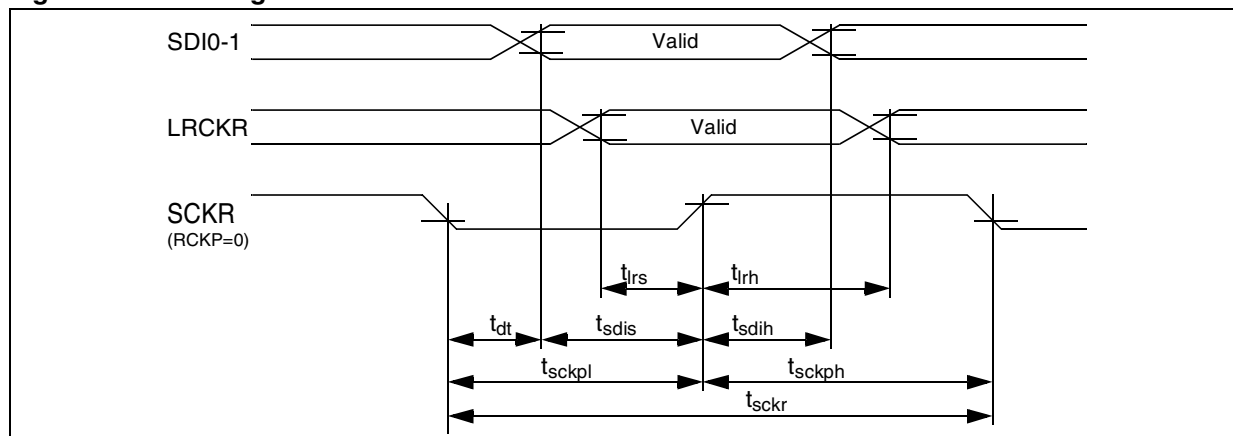 SDI0-1
Valid
LRCKR
Valid
SCKR
(RCKP=0)
tlrs
tlrh
tdt
tsdis
tsdih
tsckpl
tsckph
tsckr